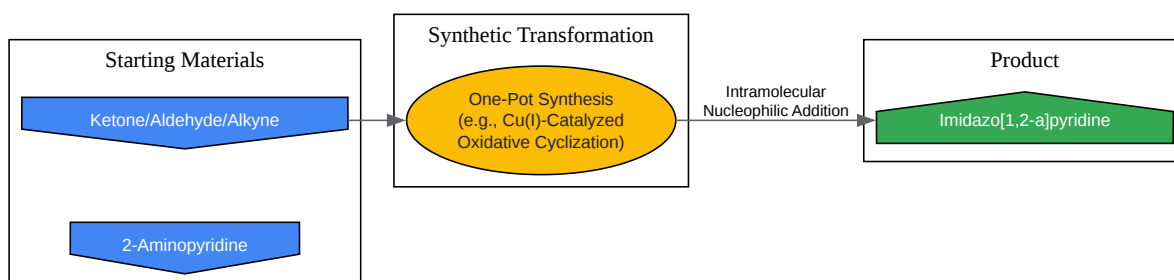 Starting Materials
Ketone/Aldehyde/Alkyne
2-Aminopyridine
Synthetic Transformation
One-Pot Synthesis
(e.g., Cu(I)-Catalyzed
Oxidative Cyclization)
Intramolecular
Nucleophilic Addition
Product
Imidazo[1,2-a]pyridine